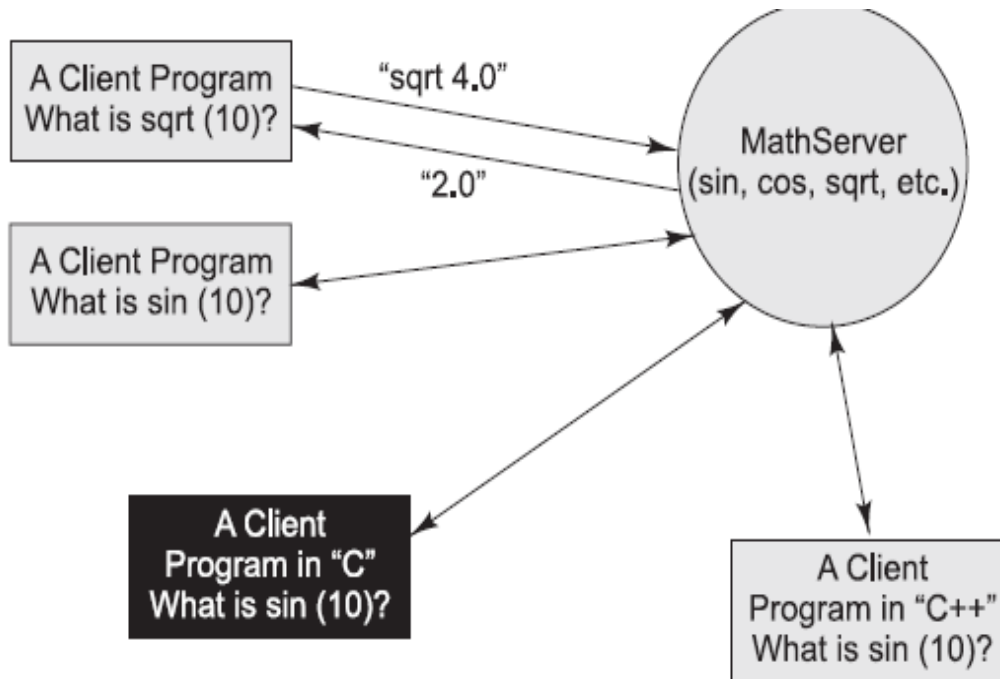 A Client Program
What is sqrt (10)?
“sqrt 4.0”
“2.0”
MathServer
(sin, cos, sqrt, etc.)
A Client Program
What is sin (10)?
A Client
Program in “C”
What is sin (10)?
A Client
Program in “C++”
What is sin (10)?